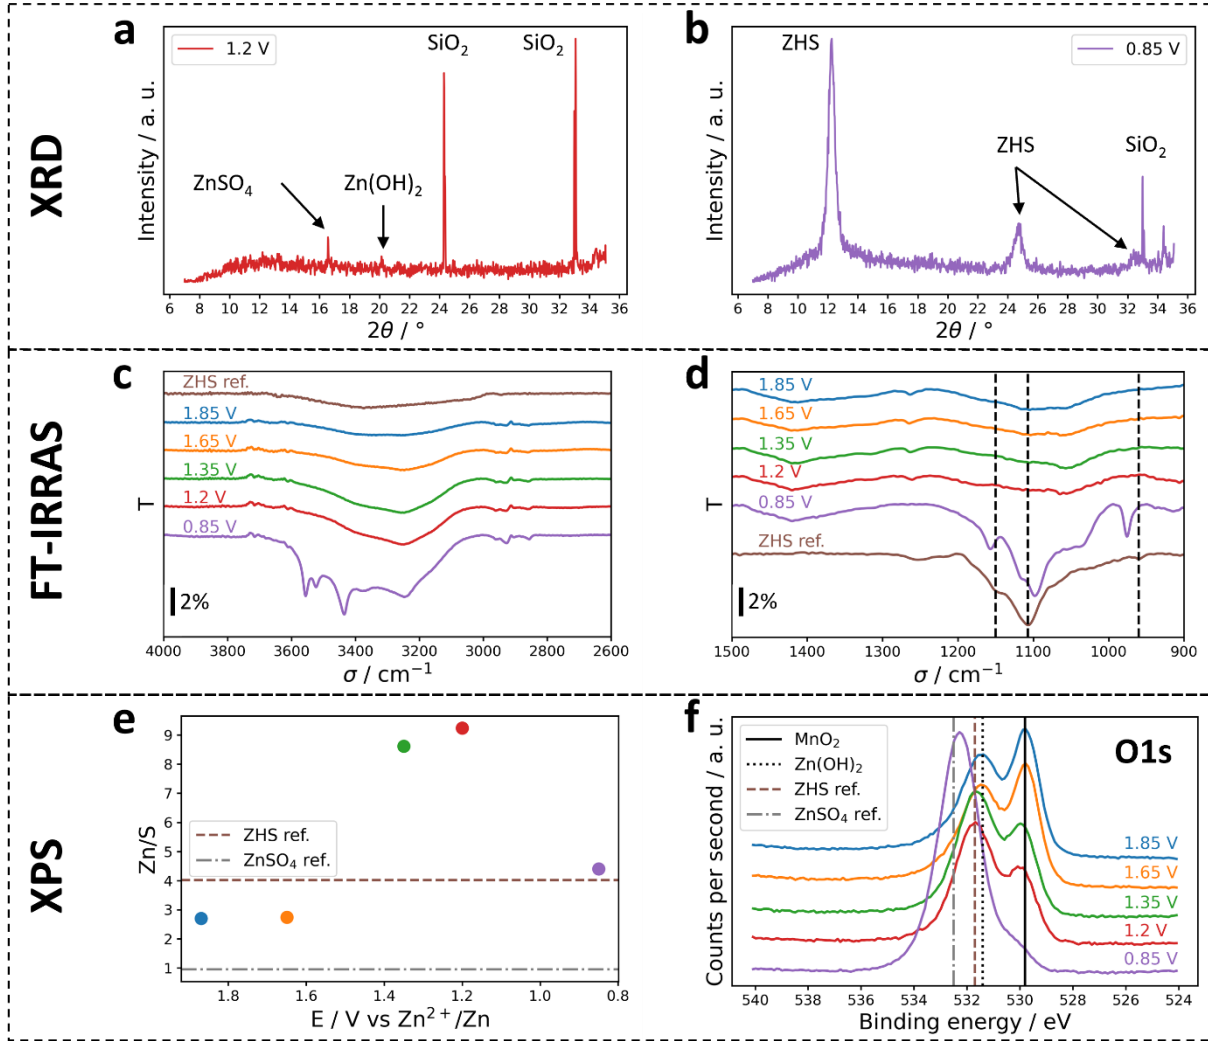 XRD
a
1.2 V
SiO₂
SiO₂
ZnSO₄
Zn(OH)₂
Intensity / a. u.
6 8 10 12 14 16 18 20 22 24 26 28 30 32 34 36
2θ / °
b
0.85 V
ZHS
ZHS
SiO₂
Intensity / a. u.
6 8 10 12 14 16 18 20 22 24 26 28 30 32 34 36
2θ / °
FT-IRRAS
c
ZHS ref.
1.85 V
1.65 V
1.35 V
1.2 V
0.85 V
2%
T
4000 3800 3600 3400 3200 3000 2800 2600
σ / cm⁻¹
d
1.85 V
1.65 V
1.35 V
1.2 V
0.85 V
ZHS ref.
2%
T
1500 1400 1300 1200 1100 1000 900
σ / cm⁻¹
XPS
e
9
8
7
6
5
4
3
2
1
Zn/S
ZHS ref.
ZnSO₄ ref.
1.8 1.6 1.4 1.2 1.0 0.8
E / V vs Zn²⁺/Zn
f
O1s
MnO₂
Zn(OH)₂
ZHS ref.
ZnSO₄ ref.
1.85 V
1.65 V
1.35 V
1.2 V
0.85 V
Counts per second / a. u.
540 538 536 534 532 530 528 526 524
Binding energy / eV